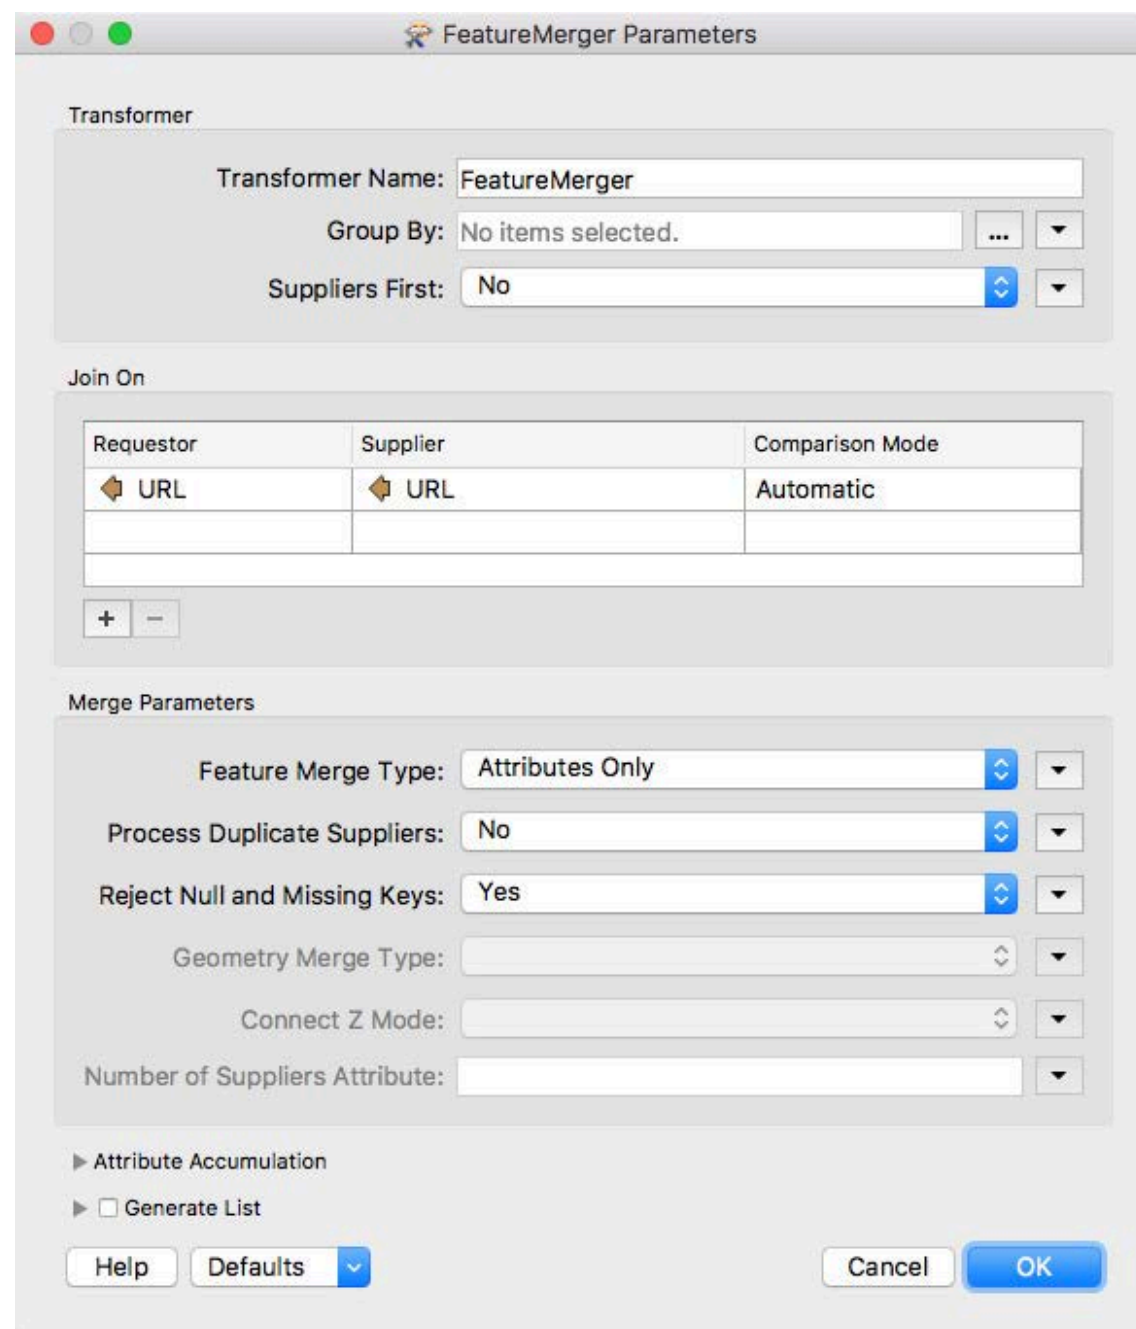 FeatureMerger Parameters
Transformer
Transformer Name: FeatureMerger
Group By: No items selected. ...
Suppliers First: No
Join On
Requestor Supplier Comparison Mode
URL URL Automatic
+ −
Merge Parameters
Feature Merge Type: Attributes Only
Process Duplicate Suppliers: No
Reject Null and Missing Keys: Yes
Geometry Merge Type:
Connect Z Mode:
Number of Suppliers Attribute:
Attribute Accumulation
Generate List
Help Defaults Cancel OK